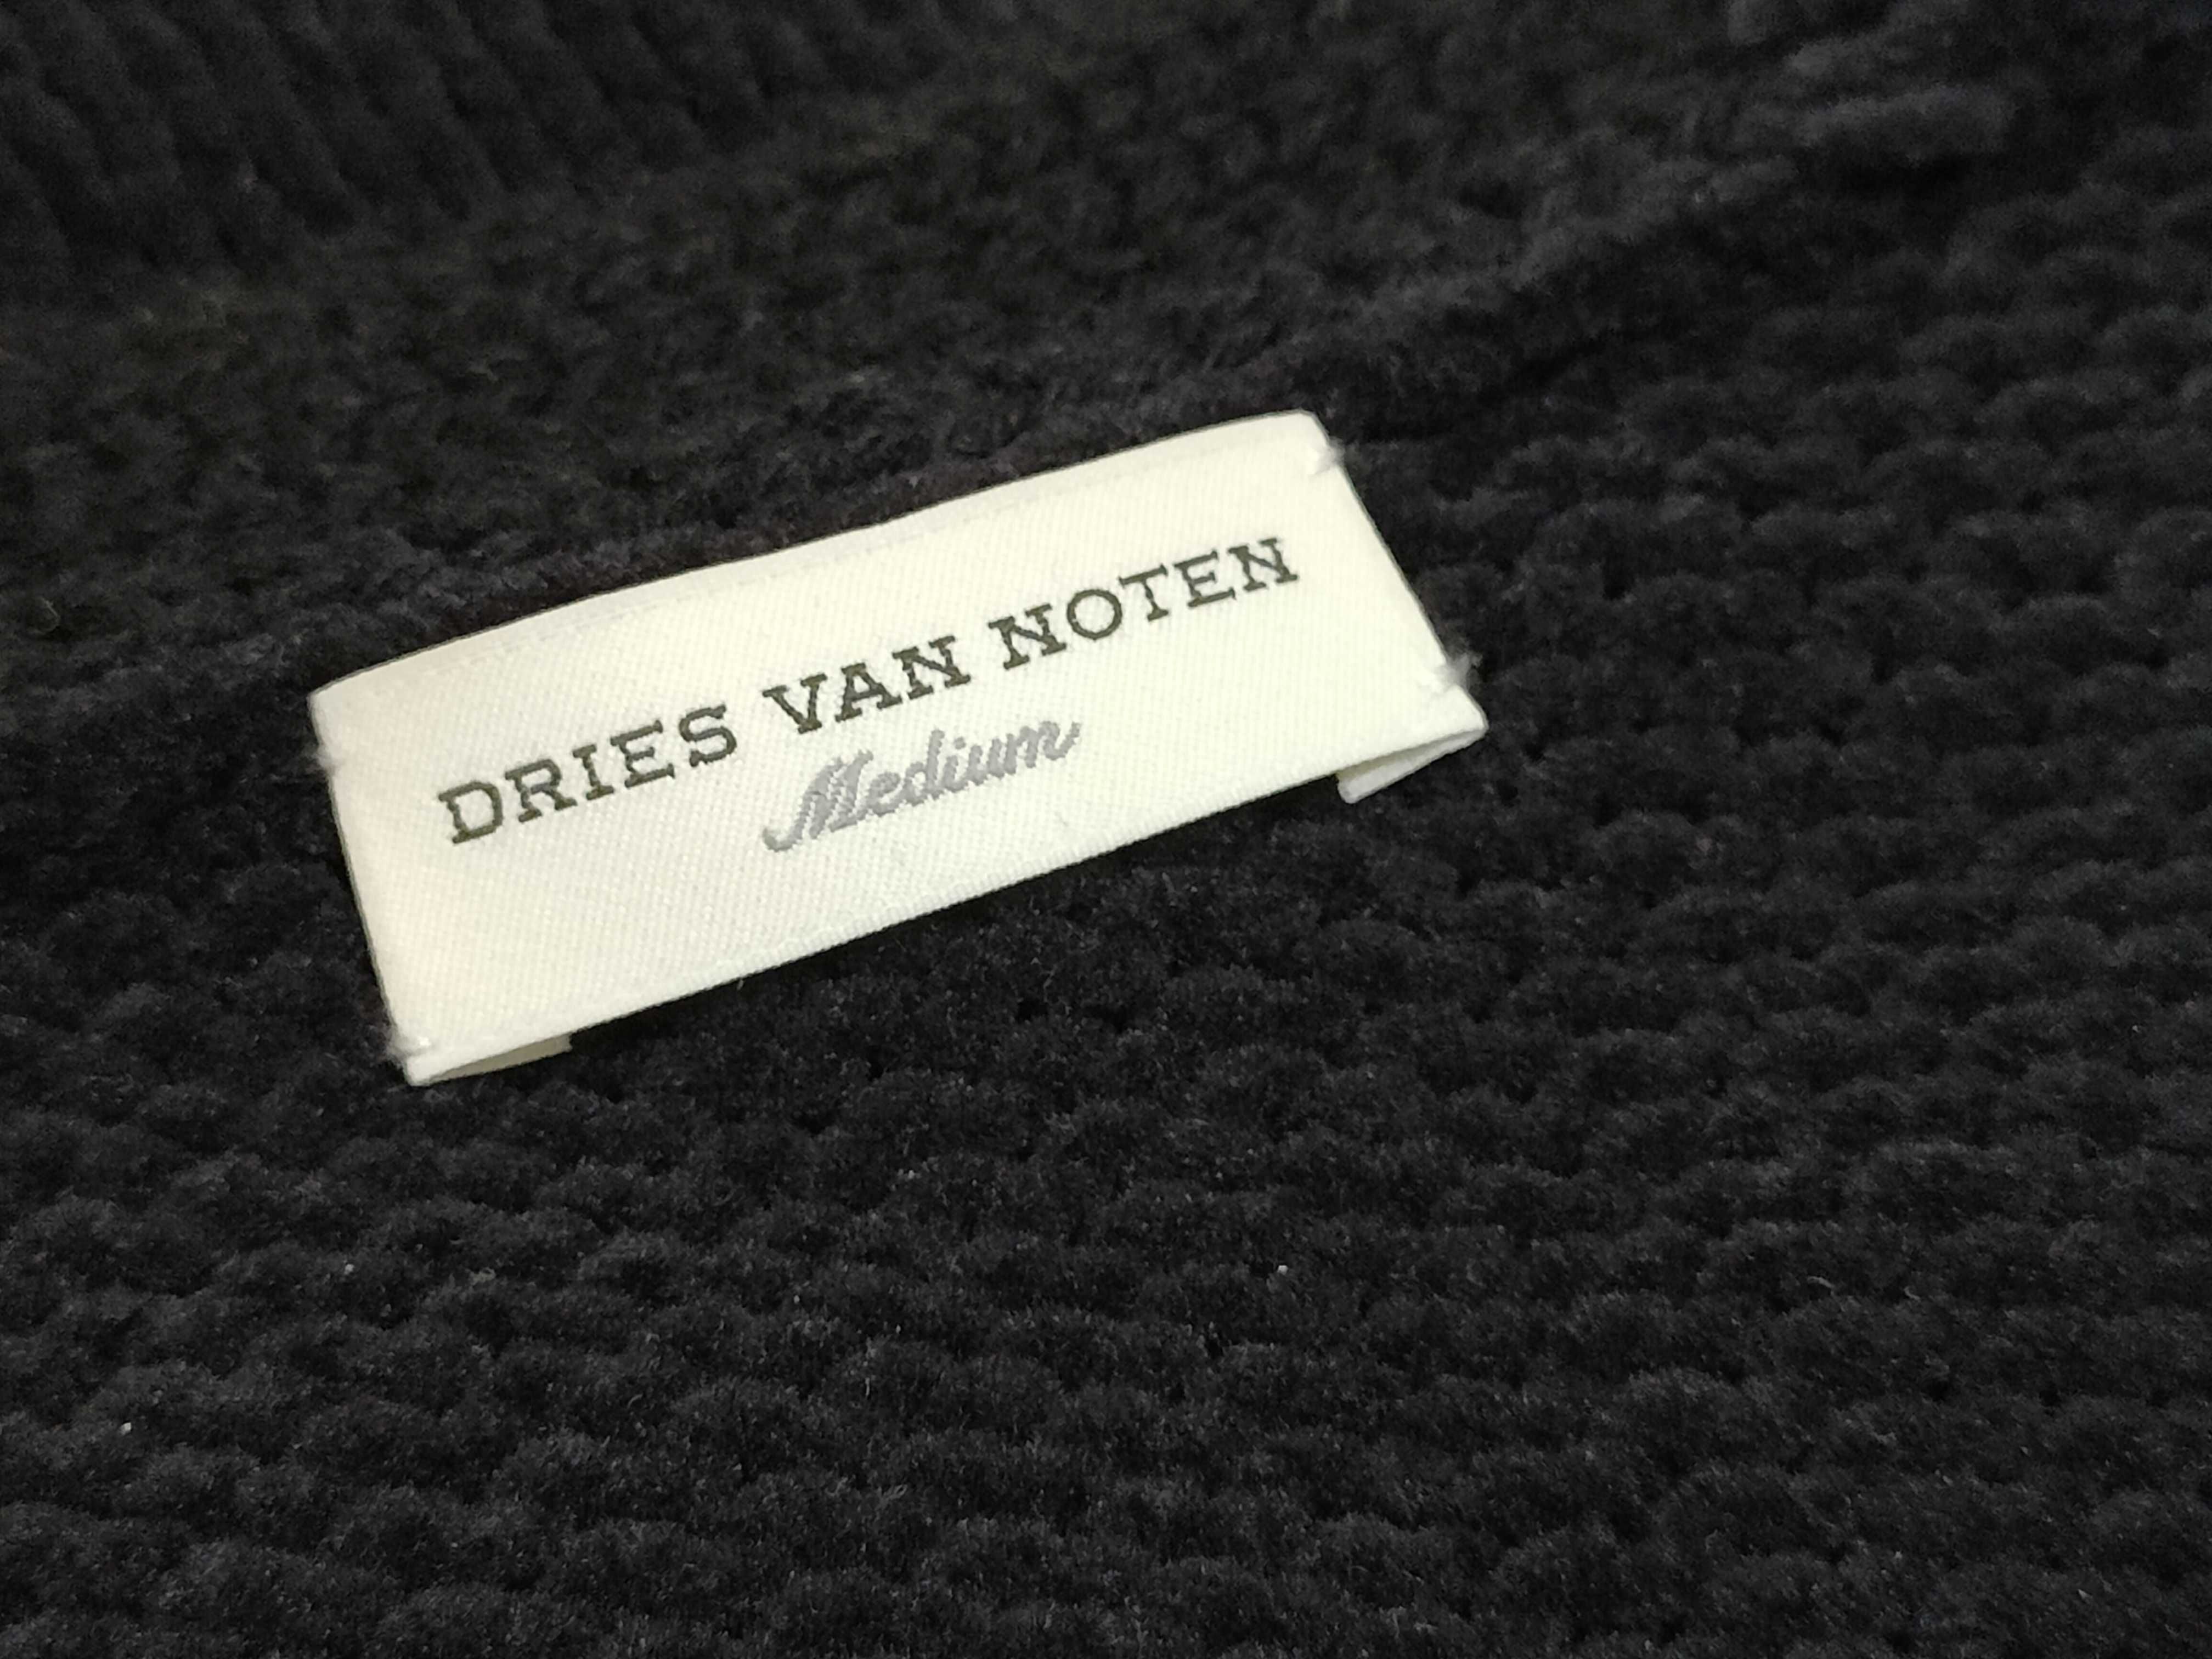 DRIES VAN NOTEN
Medium